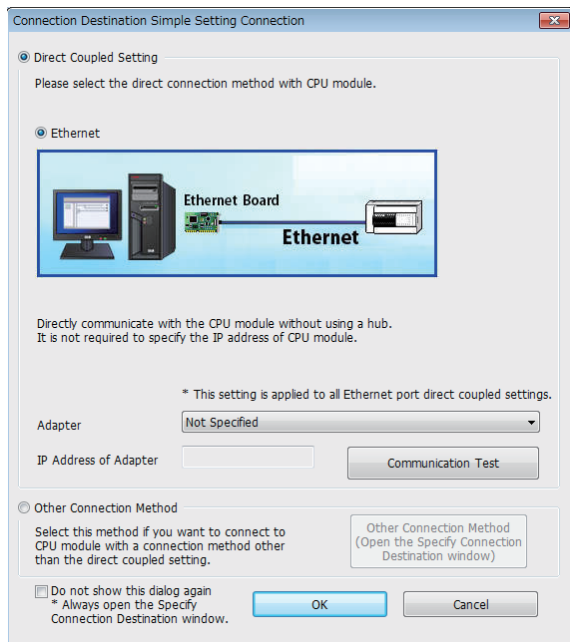 Connection Destination Simple Setting Connection
Direct Coupled Setting
Please select the direct connection method with CPU module.
Ethernet
Ethernet Board
Ethernet
Directly communicate with the CPU module without using a hub.
It is not required to specify the IP address of CPU module.
* This setting is applied to all Ethernet port direct coupled settings.
Adapter
Not Specified
IP Address of Adapter
Communication Test
Other Connection Method
Select this method if you want to connect to
CPU module with a connection method other
than the direct coupled setting.
Other Connection Method
(Open the Specify Connection
Destination window)
Do not show this dialog again
* Always open the Specify
Connection Destination window.
OK
Cancel